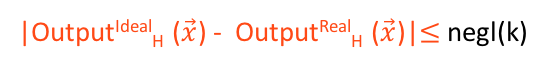 |Output^Ideal_H (x⃗) - Output^Real_H (x⃗)| ≤ negl(k)